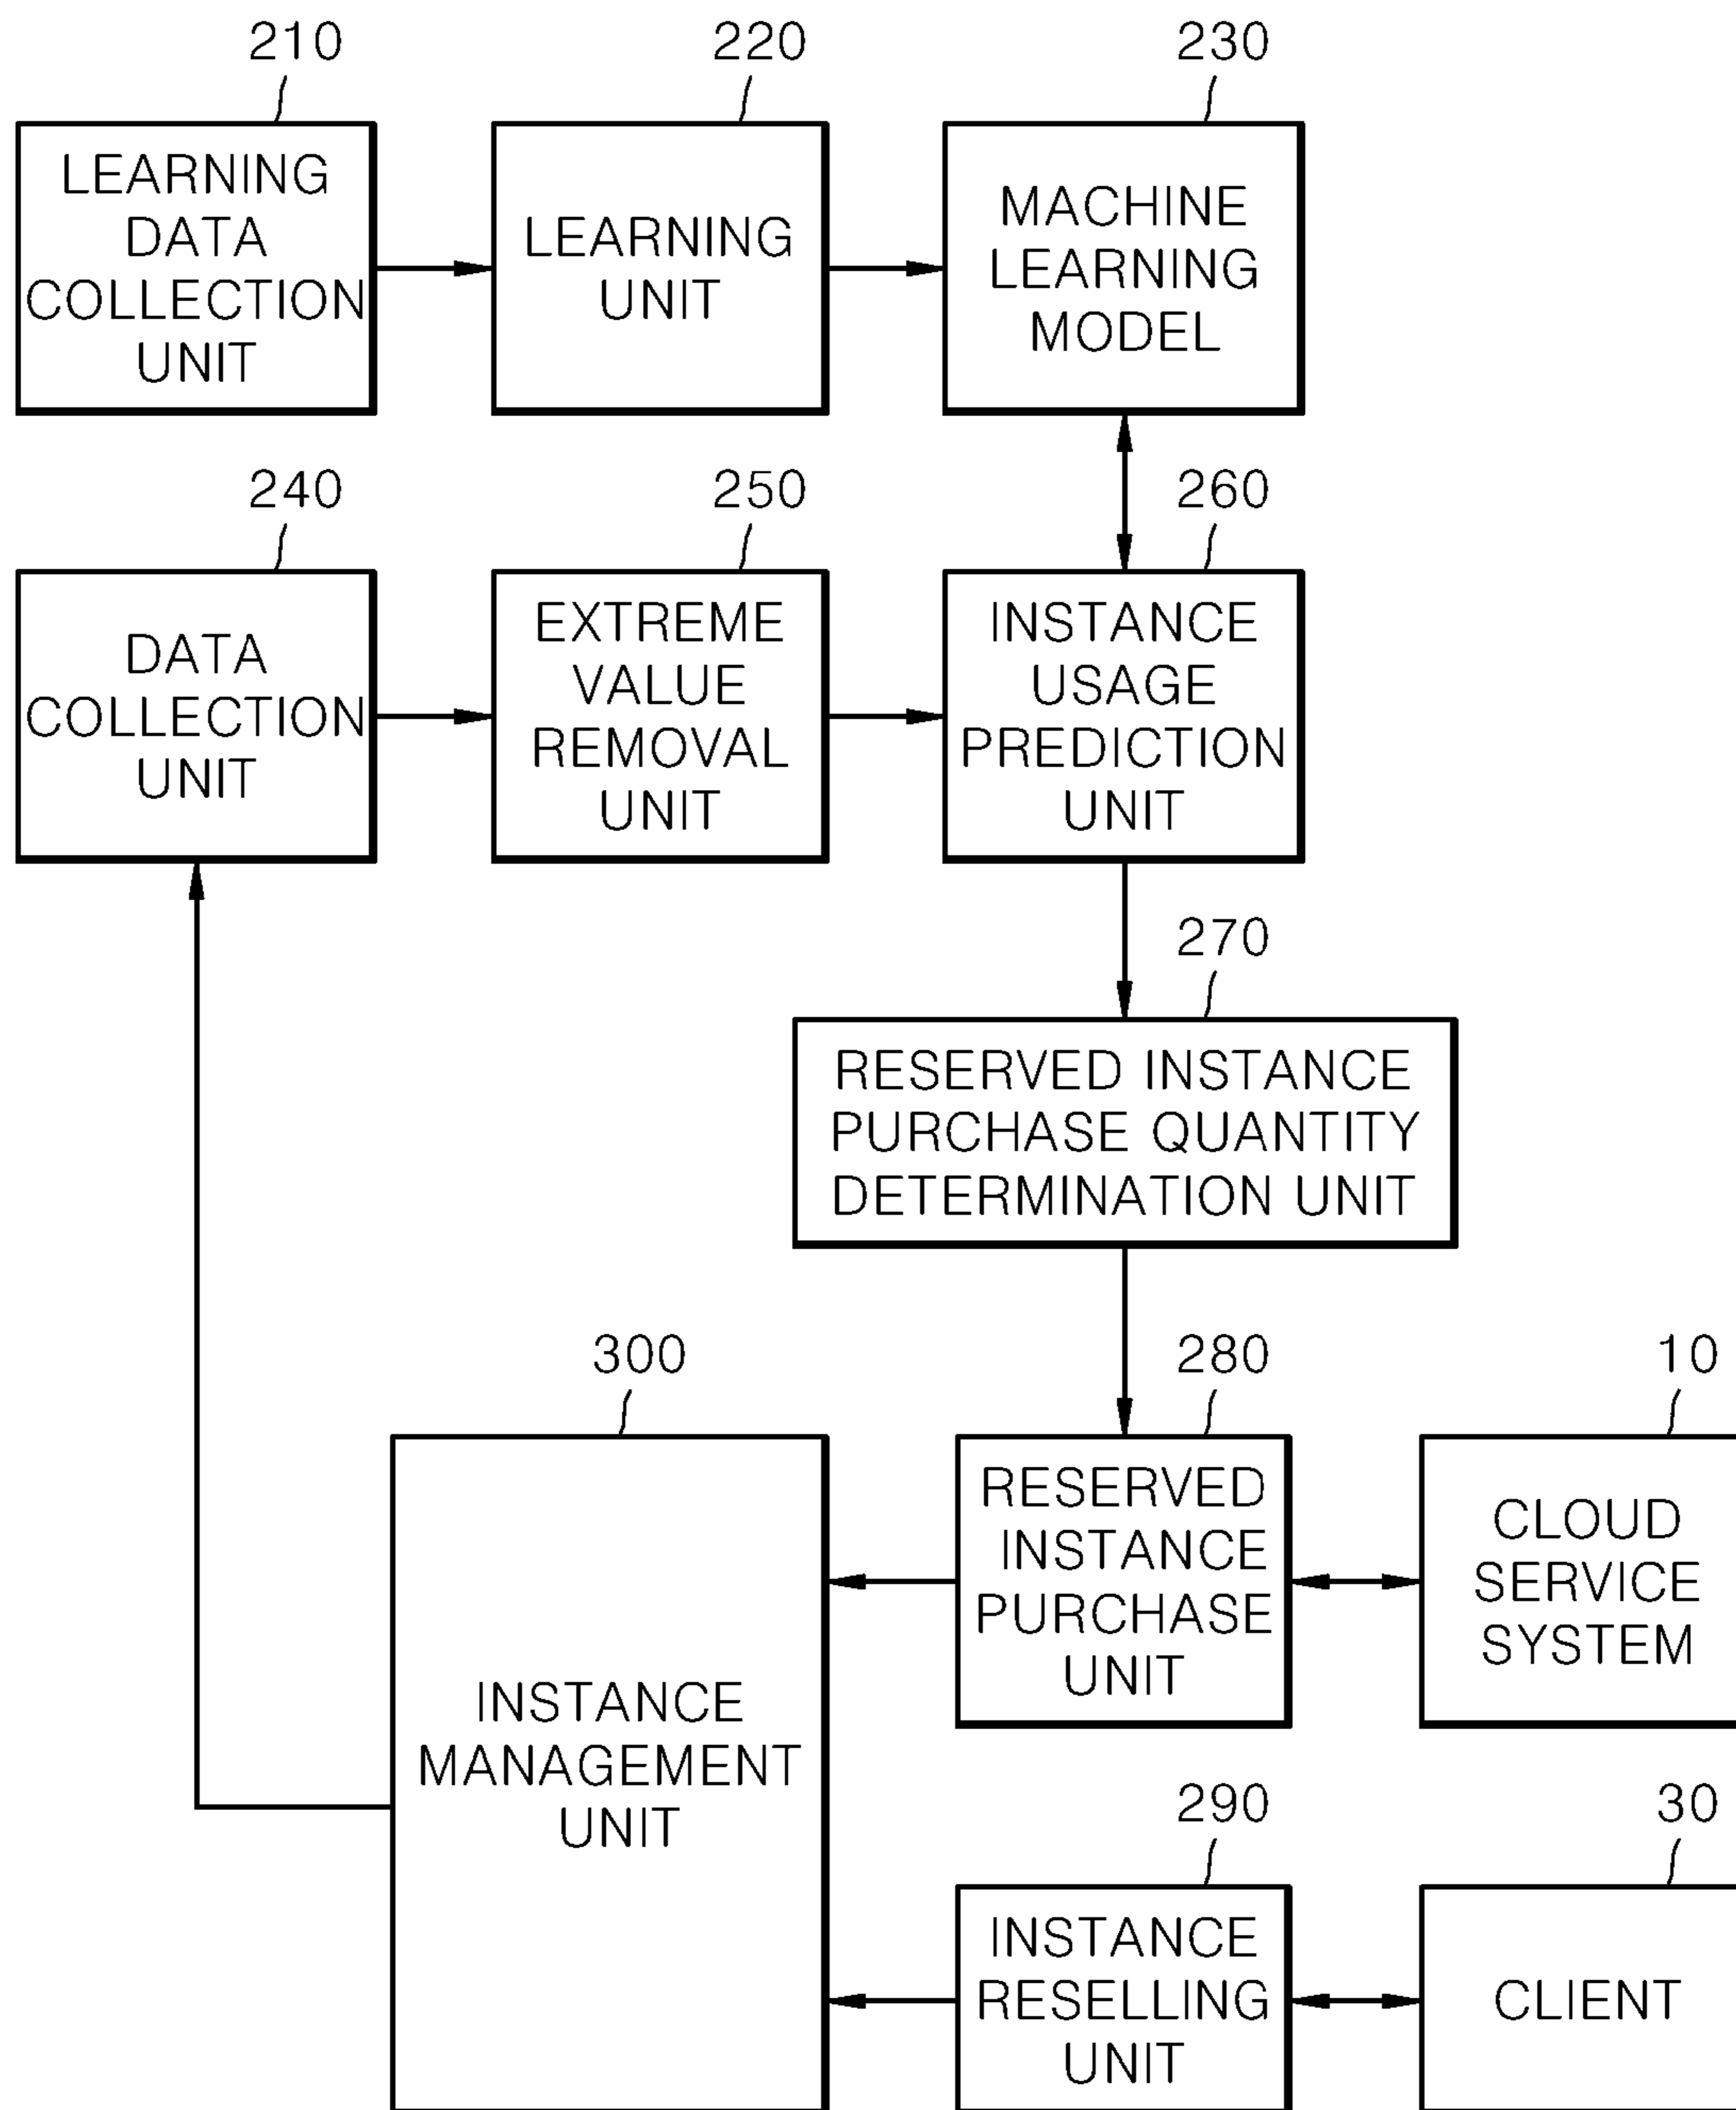 210
LEARNING
DATA
COLLECTION
UNIT
220
LEARNING
UNIT
230
MACHINE
LEARNING
MODEL
240
DATA
COLLECTION
UNIT
250
EXTREME
VALUE
REMOVAL
UNIT
260
INSTANCE
USAGE
PREDICTION
UNIT
270
RESERVED INSTANCE
PURCHASE QUANTITY
DETERMINATION UNIT
300
INSTANCE
MANAGEMENT
UNIT
280
RESERVED
INSTANCE
PURCHASE
UNIT
10
CLOUD
SERVICE
SYSTEM
290
INSTANCE
RESELLING
UNIT
30
CLIENT